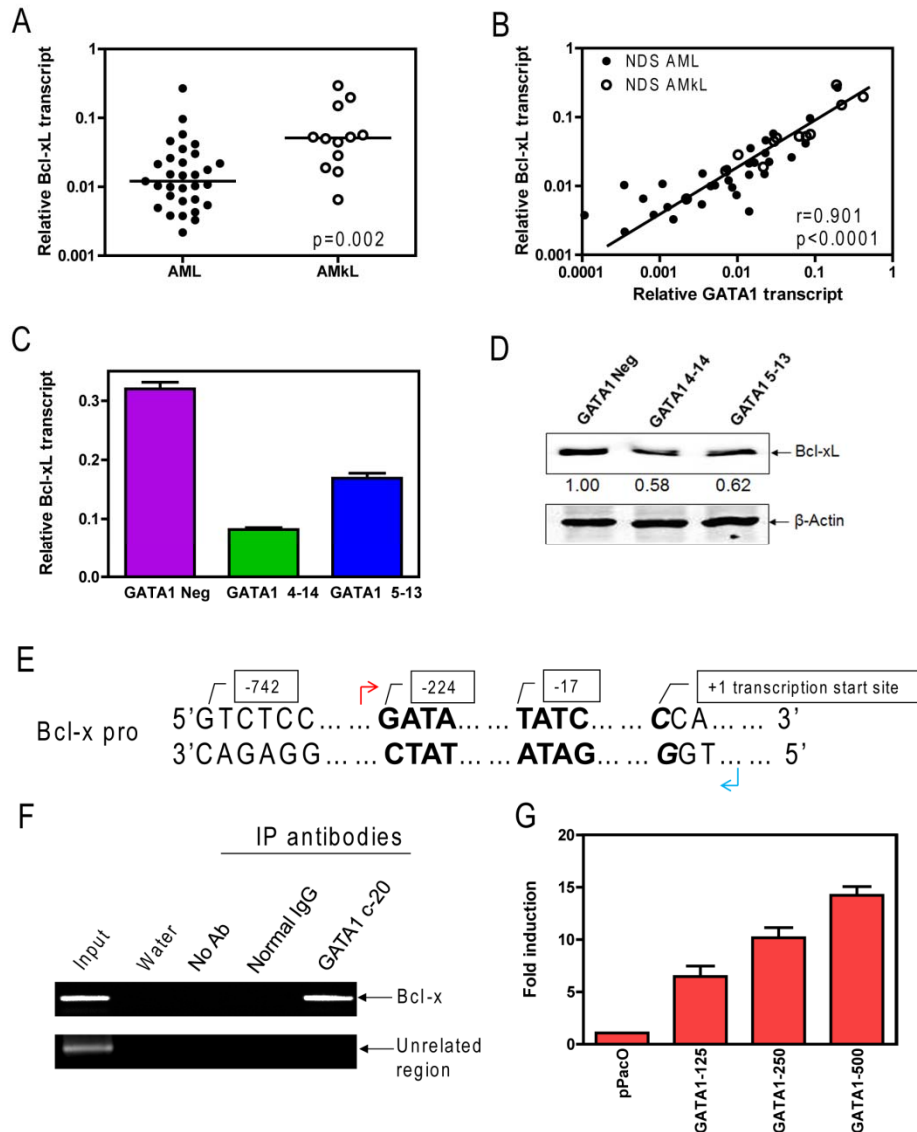 A
Relative Bcl-xL transcript
1
0.1
0.01
0.001
p=0.002
AML
AMkL
B
Relative Bcl-xL transcript
1
0.1
0.01
0.001
NDS AML
NDS AMkL
r=0.901
p<0.0001
0.0001
0.001
0.01
0.1
1
Relative GATA1 transcript
C
Relative Bcl-xL transcript
0.3
0.2
0.1
0.0
GATA1 Neg
GATA1 4-14
GATA1 5-13
D
GATA1 Neg
GATA1 4-14
GATA1 5-13
Bcl-xL
1.00 0.58 0.62
β-Actin
E
-742
-224
-17
+1 transcription start site
Bcl-x pro
5'GTCTCC... ... GATA... ... TATC... ... CCA... ... 3'
3'CAGAGG... ... CTAT... ... ATAG... ... GGT... ... 5'
F
IP antibodies
Input
Water
No Ab
Normal IgG
GATA1 c-20
Bcl-x
Unrelated
region
G
Fold induction
20
15
10
5
0
pPacO
GATA1-125
GATA1-250
GATA1-500